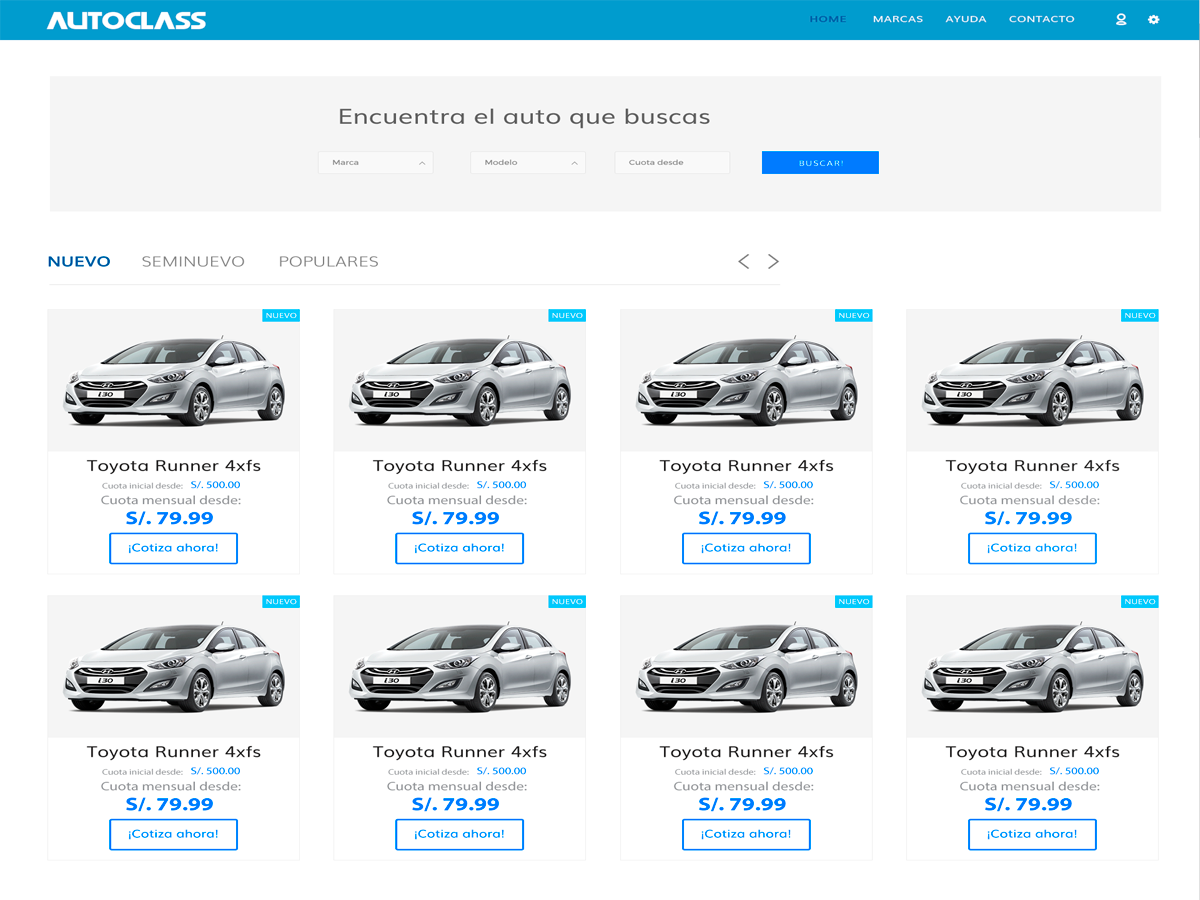 AUTOCLASS
HOME MARCAS AYUDA CONTACTO
Encuentra el auto que buscas
Marca Modelo Cuota desde BUSCAR!
NUEVO SEMINUEVO POPULARES
NUEVO NUEVO NUEVO NUEVO
i30 i30 i30 i30
Toyota Runner 4xfs Toyota Runner 4xfs Toyota Runner 4xfs Toyota Runner 4xfs
Cuota inicial desde: S/. 500.00 Cuota inicial desde: S/. 500.00 Cuota inicial desde: S/. 500.00 Cuota inicial desde: S/. 500.00
Cuota mensual desde: Cuota mensual desde: Cuota mensual desde: Cuota mensual desde:
S/. 79.99 S/. 79.99 S/. 79.99 S/. 79.99
¡Cotiza ahora! ¡Cotiza ahora! ¡Cotiza ahora! ¡Cotiza ahora!
NUEVO NUEVO NUEVO NUEVO
i30 i30 i30 i30
Toyota Runner 4xfs Toyota Runner 4xfs Toyota Runner 4xfs Toyota Runner 4xfs
Cuota inicial desde: S/. 500.00 Cuota inicial desde: S/. 500.00 Cuota inicial desde: S/. 500.00 Cuota inicial desde: S/. 500.00
Cuota mensual desde: Cuota mensual desde: Cuota mensual desde: Cuota mensual desde:
S/. 79.99 S/. 79.99 S/. 79.99 S/. 79.99
¡Cotiza ahora! ¡Cotiza ahora! ¡Cotiza ahora! ¡Cotiza ahora!